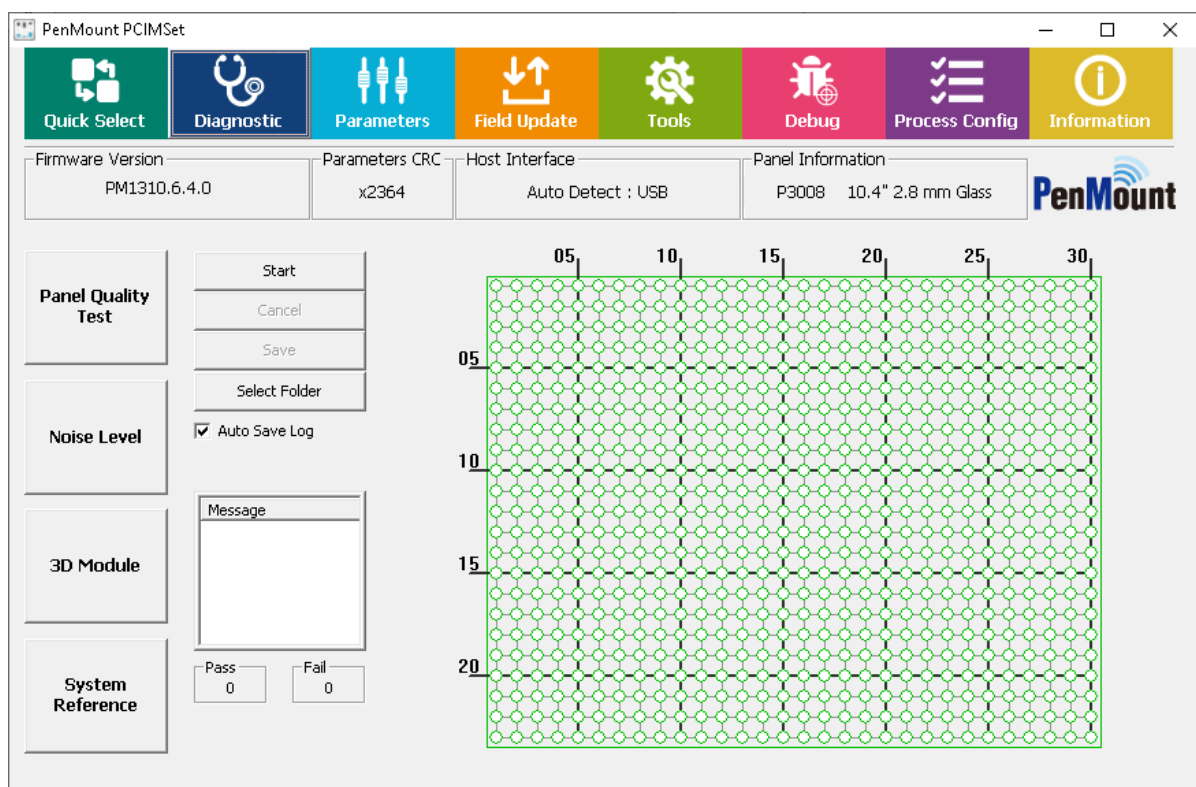 PenMount PCIMSet
Quick Select
Diagnostic
Parameters
Field Update
Tools
Debug
Process Config
Information
Firmware Version
PM1310.6.4.0
Parameters CRC
x2364
Host Interface
Auto Detect : USB
Panel Information
P3008 10.4" 2.8 mm Glass
PenMount
Panel Quality
Test
Noise Level
3D Module
System
Reference
Start
Cancel
Save
Select Folder
Auto Save Log
Message
Pass
0
Fail
0
05 10 15 20 25 30
05
10
15
20